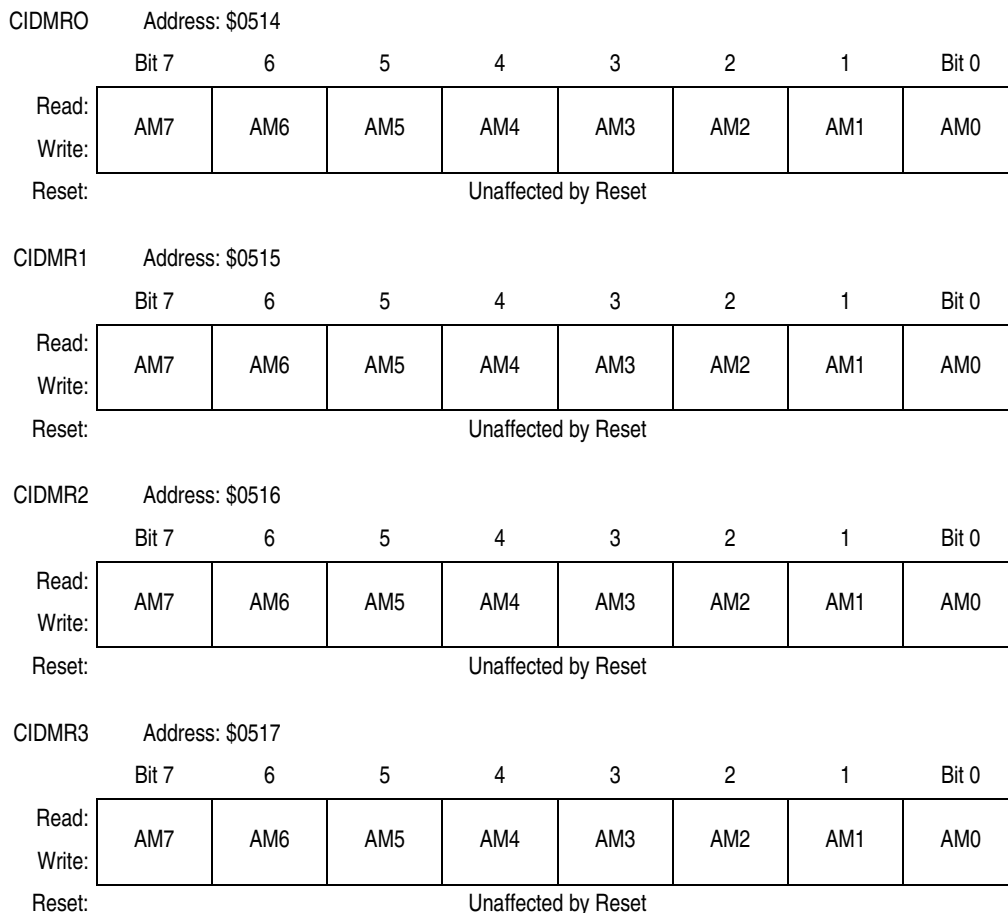 CIDMRO Address: $0514
Bit 7 6 5 4 3 2 1 Bit 0
Read:
AM7 AM6 AM5 AM4 AM3 AM2 AM1 AM0
Write:
Reset: Unaffected by Reset
CIDMR1 Address: $0515
Bit 7 6 5 4 3 2 1 Bit 0
Read:
AM7 AM6 AM5 AM4 AM3 AM2 AM1 AM0
Write:
Reset: Unaffected by Reset
CIDMR2 Address: $0516
Bit 7 6 5 4 3 2 1 Bit 0
Read:
AM7 AM6 AM5 AM4 AM3 AM2 AM1 AM0
Write:
Reset: Unaffected by Reset
CIDMR3 Address: $0517
Bit 7 6 5 4 3 2 1 Bit 0
Read:
AM7 AM6 AM5 AM4 AM3 AM2 AM1 AM0
Write:
Reset: Unaffected by Reset